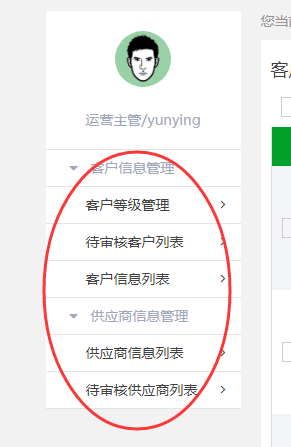 您当
运营主管/yunying
客
客户信息管理
客户等级管理
待审核客户列表
客户信息列表
供应商信息管理
供应商信息列表
待审核供应商列表